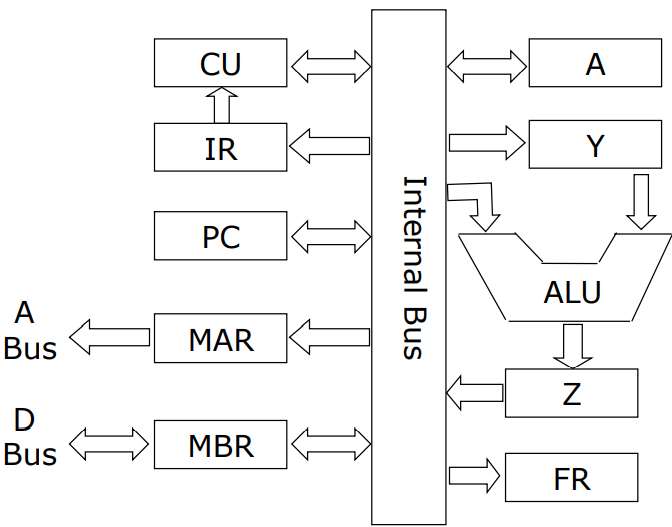 CU
A
IR
Y
PC
Internal Bus
ALU
A
Bus
MAR
Z
D
Bus
MBR
FR